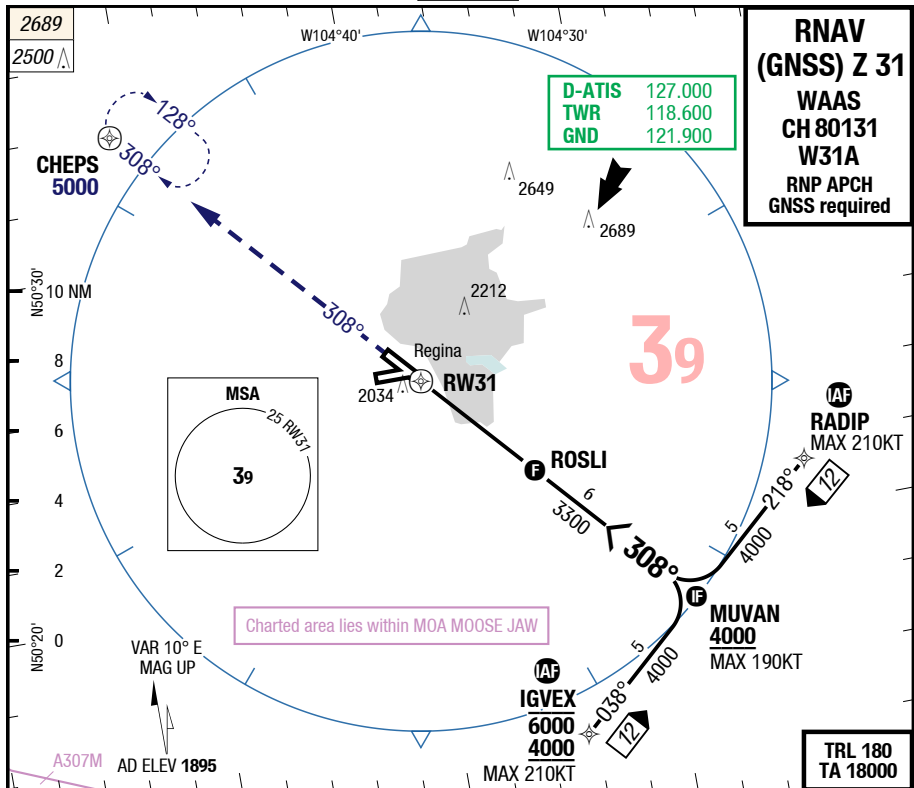 2689
2500
W104°40'
W104°30'
RNAV
(GNSS) Z 31
WAAS
CH 80131
W31A
RNP APCH
GNSS required
D-ATIS 127.000
TWR 118.600
GND 121.900
128°
308°
CHEPS
5000
2649
2689
N50°30'
10 NM
308°
2212
39
Regina
RW31
2034
8
6
4
2
0
MSA
25 RW31
39
IAF
RADIP
MAX 210KT
12
218°
5
4000
F
ROSLI
6
3300
308°
IF
MUVAN
4000
MAX 190KT
Charted area lies within MOA MOOSE JAW
N50°20'
VAR 10° E
MAG UP
5
4000
IAF
IGVEX
6000
4000
MAX 210KT
038°
12
A307M
AD ELEV 1895
TRL 180
TA 18000